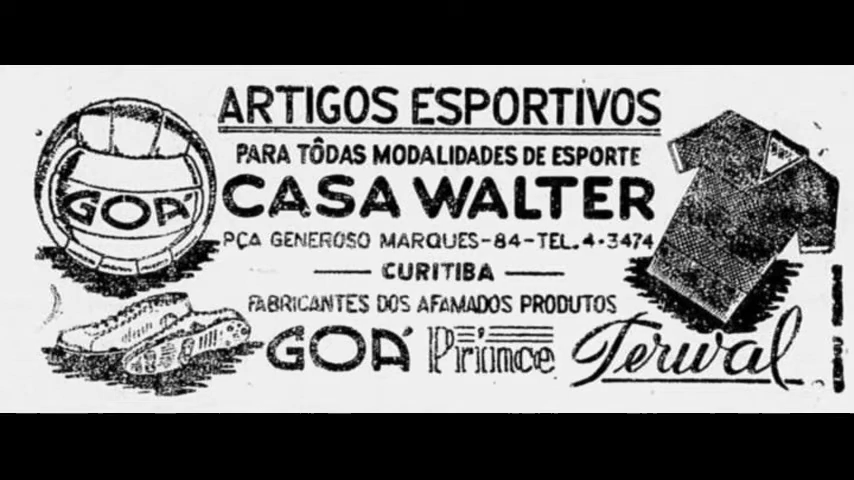 ARTIGOS ESPORTIVOS
PARA TÔDAS MODALIDADES DE ESPORTE
GOÁ
CASA WALTER
PÇA GENEROSO MARQUES-84-TEL.4-3474
CURITIBA
FABRICANTES DOS AFAMADOS PRODUTOS
GOÁ Prince Terwal